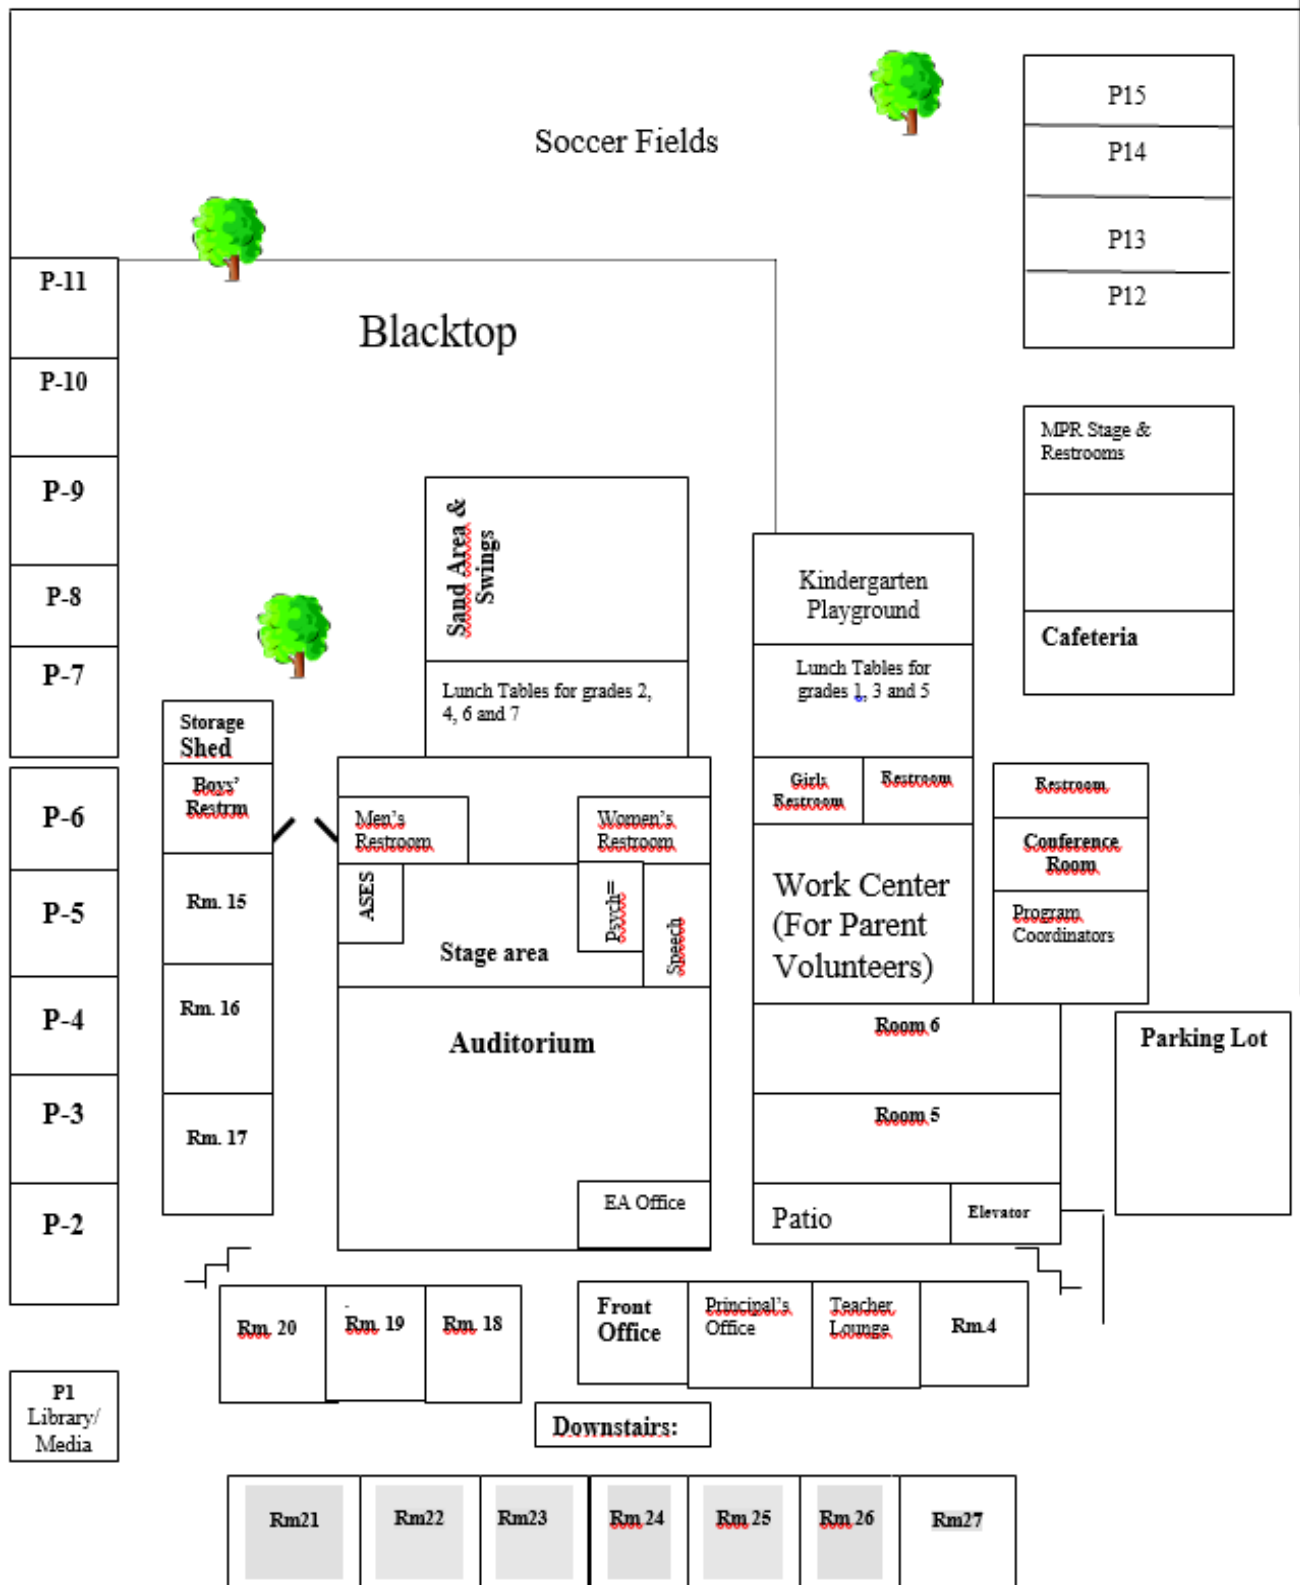 P15
Soccer Fields
P14
P13
P-11
P12
Blacktop
P-10
MPR Stage &
Restrooms
P-9
Sand Area &
Swings
Kindergarten
Playground
P-8
Cafeteria
P-7
Lunch Tables for
grades 1, 3 and 5
Lunch Tables for grades 2,
4, 6 and 7
Storage
Shed
Boys’
Restrm
Girls
Restroom
Restroom
Restroom
P-6
Men’s
Restroom
Women’s
Restroom
Conference
Room
ASES
Psych=
Speech
Work Center
(For Parent
Volunteers)
Rm. 15
P-5
Program
Coordinators
Stage area
Rm. 16
P-4
Room 6
Auditorium
Parking Lot
P-3
Room 5
Rm. 17
EA Office
P-2
Patio
Elevator
Front
Office
Principal’s
Office
Teacher
Lounge
Rm.4
Rm. 20
-
Rm. 19
Rm. 18
P1
Library/
Media
Downstairs:
Rm21
Rm22
Rm23
Rm 24
Rm 25
Rm 26
Rm27